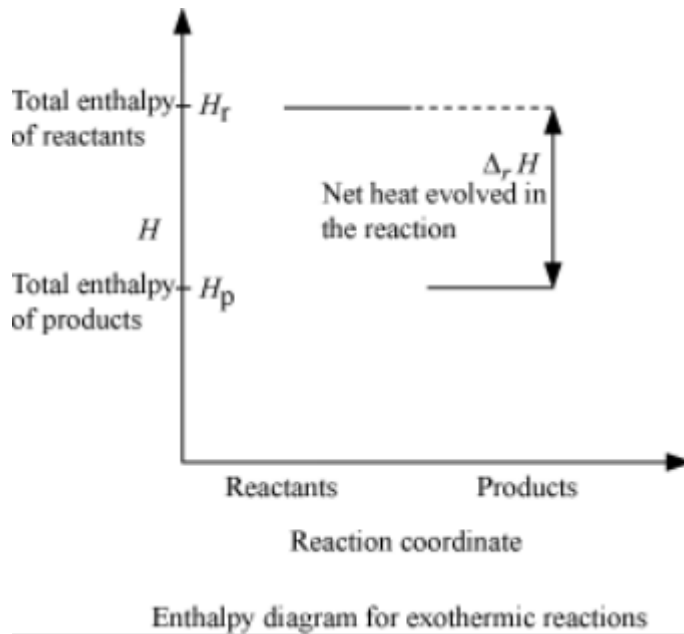 Total enthalpy
of reactants
H_r
Δ_r H
Net heat evolved in
the reaction
H
Total enthalpy
of products
H_p
Reactants Products
Reaction coordinate
Enthalpy diagram for exothermic reactions